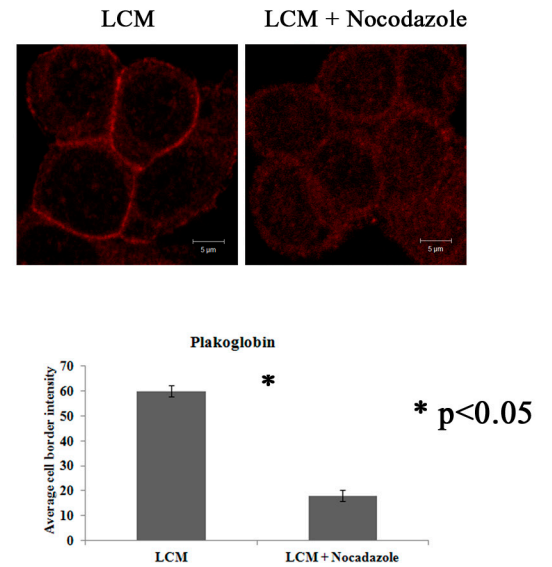 LCM LCM + Nocodazole
5 µm 5 µm
Plakoglobin
Average cell border intensity
70
60
50
40
30
20
10
0
*
* p<0.05
LCM LCM + Nocadazole